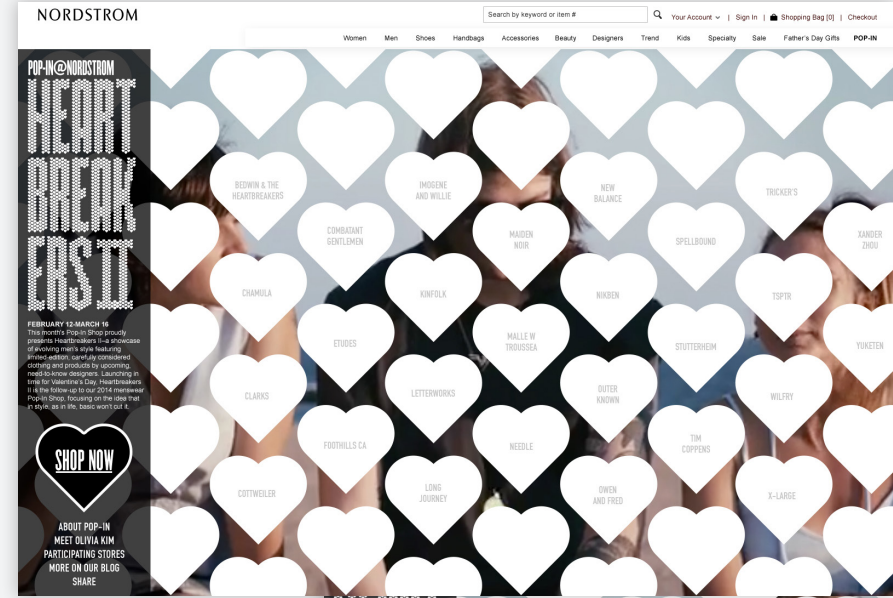 NORDSTROM
Search by keyword or item #
Your Account | Sign In | Shopping Bag [0] | Checkout
Women Men Shoes Handbags Accessories Beauty Designers Trend Kids Specialty Sale Father's Day Gifts POP-IN
POP-IN@NORDSTROM
HEART
BREAK
ERS II
FEBRUARY 12-MARCH 16
This month's Pop-In Shop proudly
presents Heartbreakers II–a showcase
of evolving men's style featuring
limited-edition, carefully considered
clothing and products by upcoming,
need-to-know designers. Launching in
time for Valentine's Day, Heartbreakers
II is the follow-up to our 2014 menswear
Pop-In Shop, focusing on the idea that
in style, as in life, basic won't cut it.
SHOP NOW
ABOUT POP-IN
MEET OLIVIA KIM
PARTICIPATING STORES
MORE ON OUR BLOG
SHARE
BEDWIN & THE
HEARTBREAKERS
IMOGENE
AND WILLIE
NEW
BALANCE
TRICKER'S
COMBATANT
GENTLEMEN
MAIDEN
NOIR
SPELLBOUND
XANDER
ZHOU
CHAMULA
KINFOLK
NIKBEN
TSPTR
ETUDES
MALLE W
TROUSSEA
STUTTERHEIM
YUKETEN
CLARKS
LETTERWORKS
OUTER
KNOWN
WILFRY
FOOTHILLS CA
NEEDLE
TIM
COPPENS
COTTWEILER
LONG
JOURNEY
OWEN
AND FRED
X-LARGE